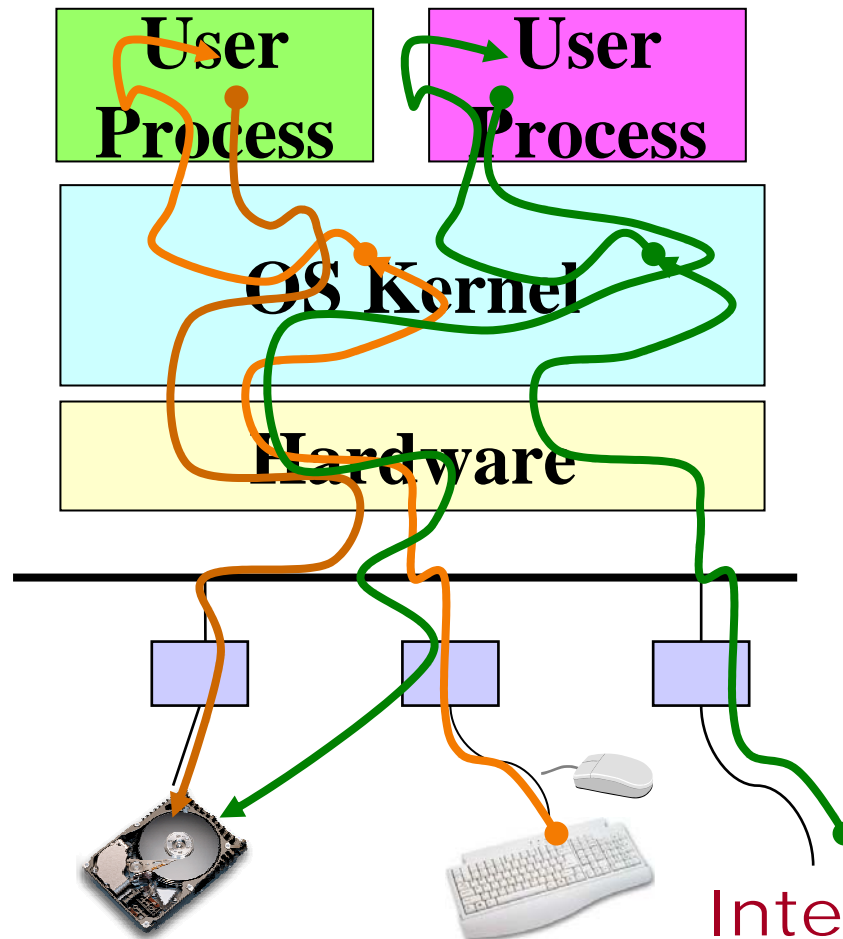 User
Process
User
Process
OS Kernel
Hardware
Inte